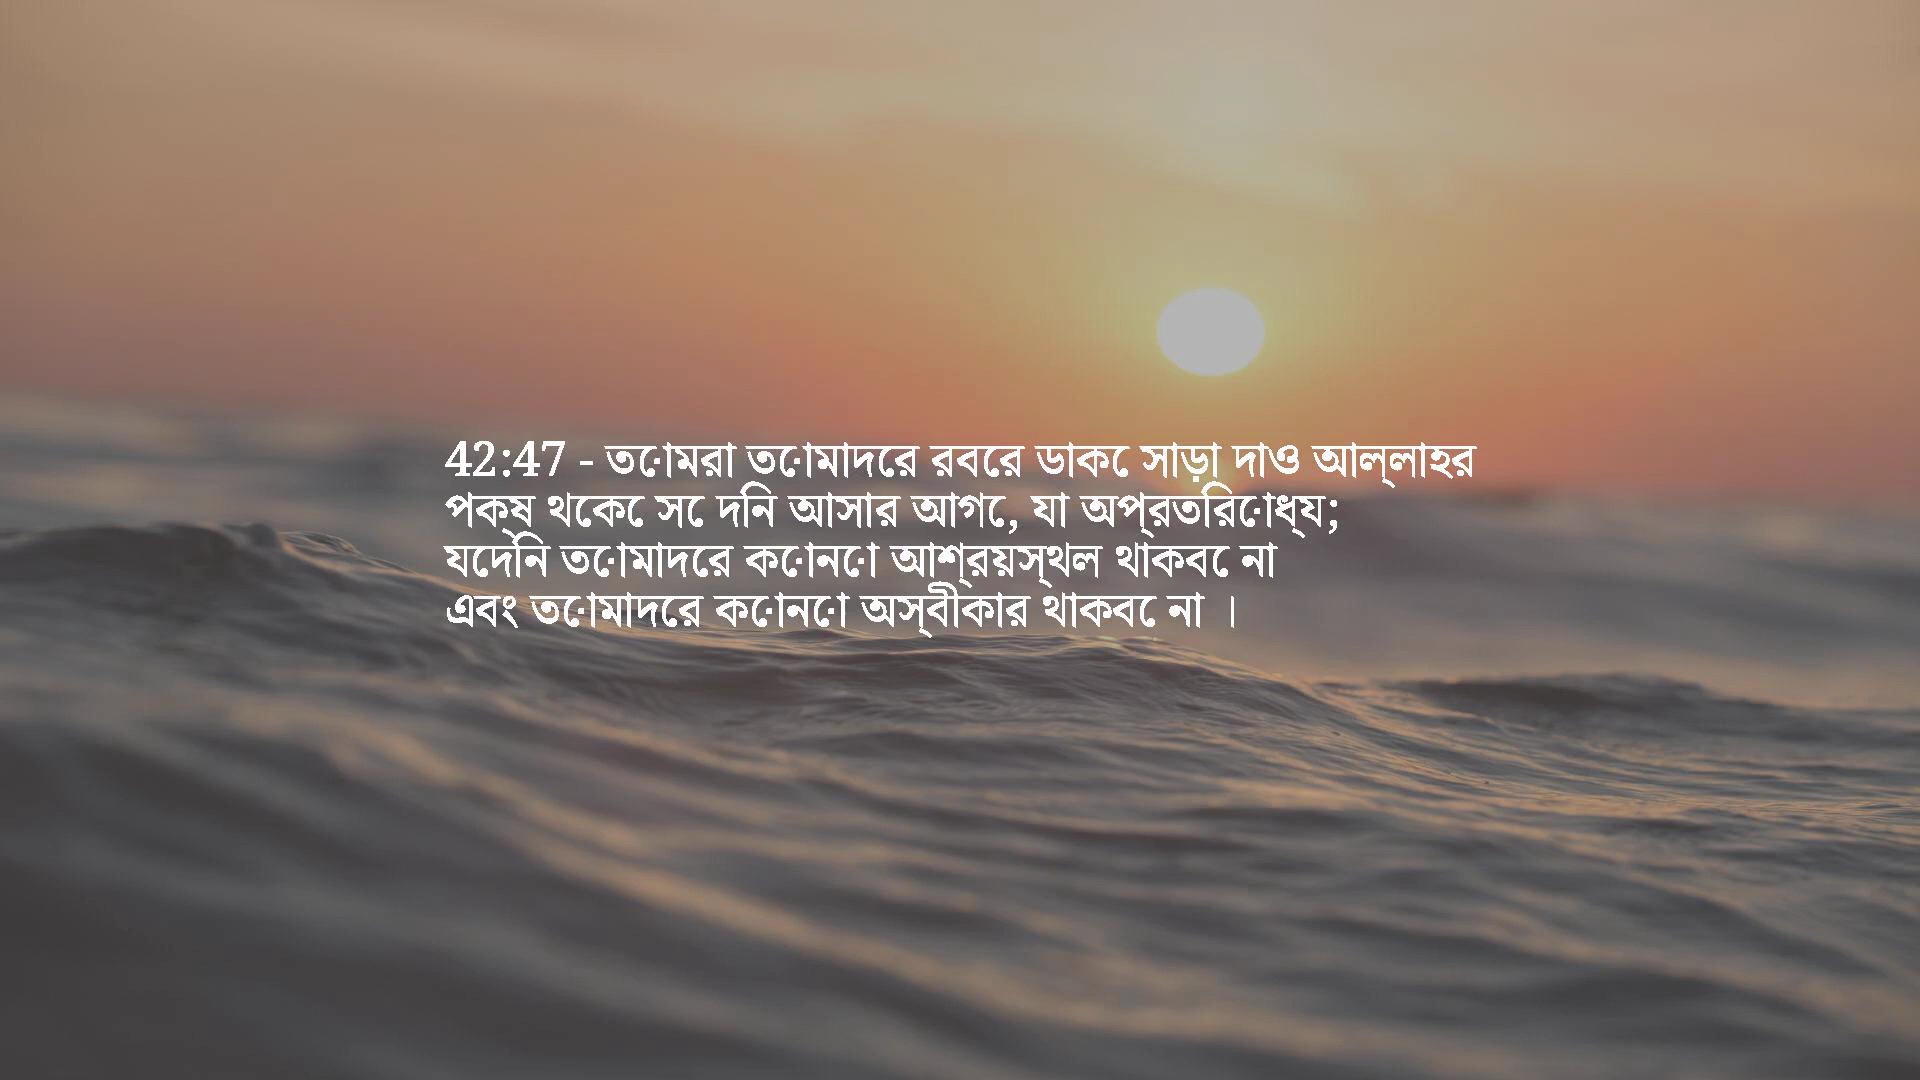 42:47 - তোমরা তোমাদের রবের ডাকে সাড়া দাও আল্লাহর
পক্ষ থেকে সে দিন আসার আগে, যা অপ্রতিরোধ্য;
যেদিন তোমাদের কোনো আশ্রয়স্থল থাকবে না
এবং তোমাদের কোনো অস্বীকার থাকবে না ।